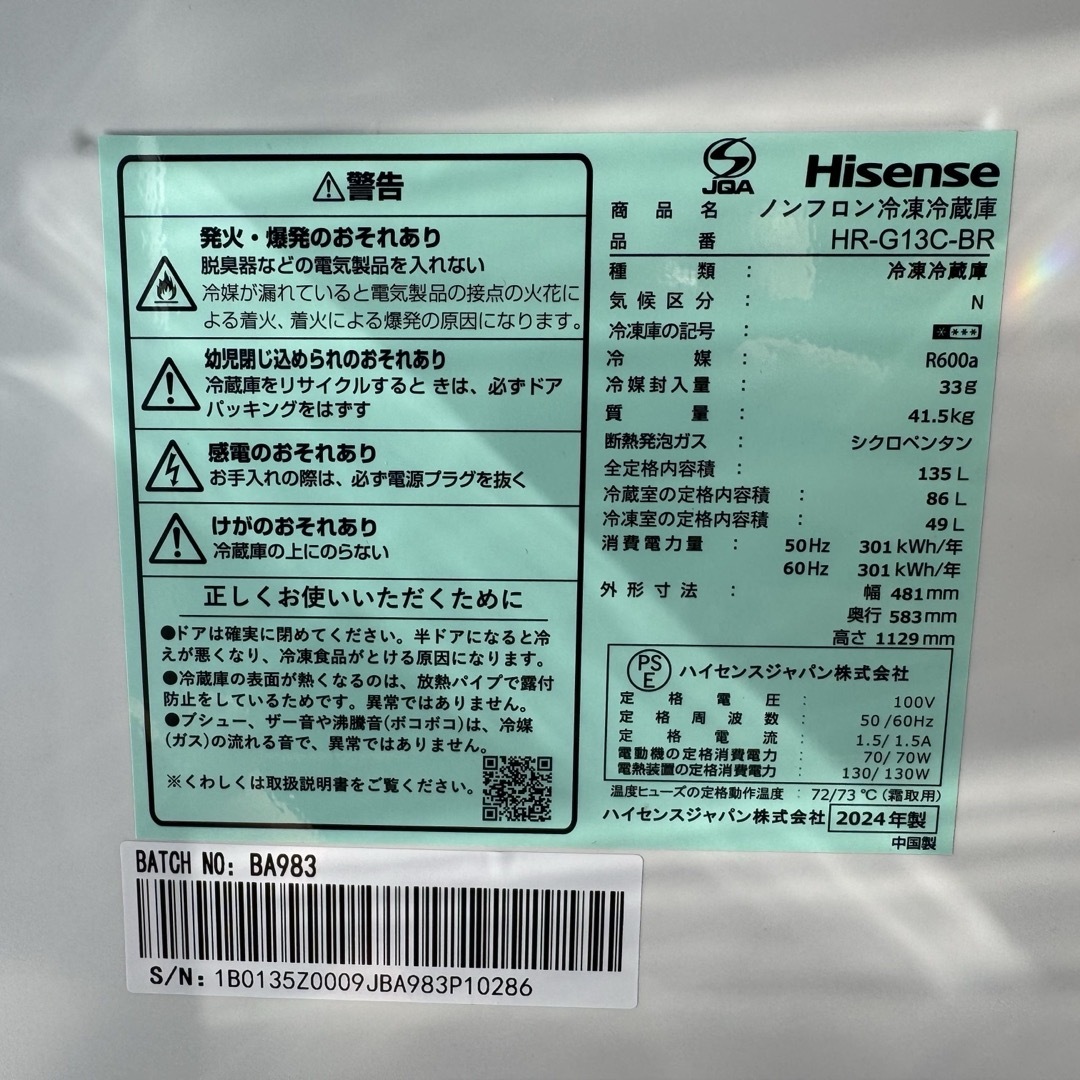 ⚠警告
発火・爆発のおそれあり
脱臭器などの電気製品を入れない
冷媒が漏れていると電気製品の接点の火花に
よる着火、着火による爆発の原因になります。
幼児閉じ込められのおそれあり
冷蔵庫をリサイクルすると きは、必ずドア
パッキングをはずす
感電のおそれあり
お手入れの際は、必ず電源プラグを抜く
けがのおそれあり
冷蔵庫の上にのらない
正しくお使いいただくために
●ドアは確実に閉めてください。半ドアになると冷
えが悪くなり、冷凍食品がとける原因になります。
●冷蔵庫の表面が熱くなるのは、放熱パイプで露付
防止をしているためです。異常ではありません。
●ブシュー、ザー音や沸騰音(ボコボコ)は、冷媒
(ガス)の流れる音で、異常ではありません。
※くわしくは取扱説明書をご覧ください。
JQA
Hisense
商品名 ノンフロン冷凍冷蔵庫
品番 HR-G13C-BR
種類 : 冷凍冷蔵庫
気候区分 : N
冷凍庫の記号 : ＊***
冷媒 : R600a
冷媒封入量 : 33g
質量 : 41.5kg
断熱発泡ガス : シクロペンタン
全定格内容積 : 135 L
冷蔵室の定格内容積 : 86 L
冷凍室の定格内容積 : 49 L
消費電力量 : 50Hz 301 kWh/年
60Hz 301 kWh/年
外形寸法 : 幅 481mm
奥行 583mm
高さ 1129mm
PSE ハイセンスジャパン株式会社
定格電圧 : 100V
定格周波数 : 50/60Hz
定格電流 : 1.5/1.5A
電動機の定格消費電力 : 70/70W
電熱装置の定格消費電力 : 130/130W
温度ヒューズの定格動作温度 : 72/73℃(霜取用)
ハイセンスジャパン株式会社 2024年製
中国製
BATCH NO: BA983
S/N: 1B0135Z0009JBA983P10286